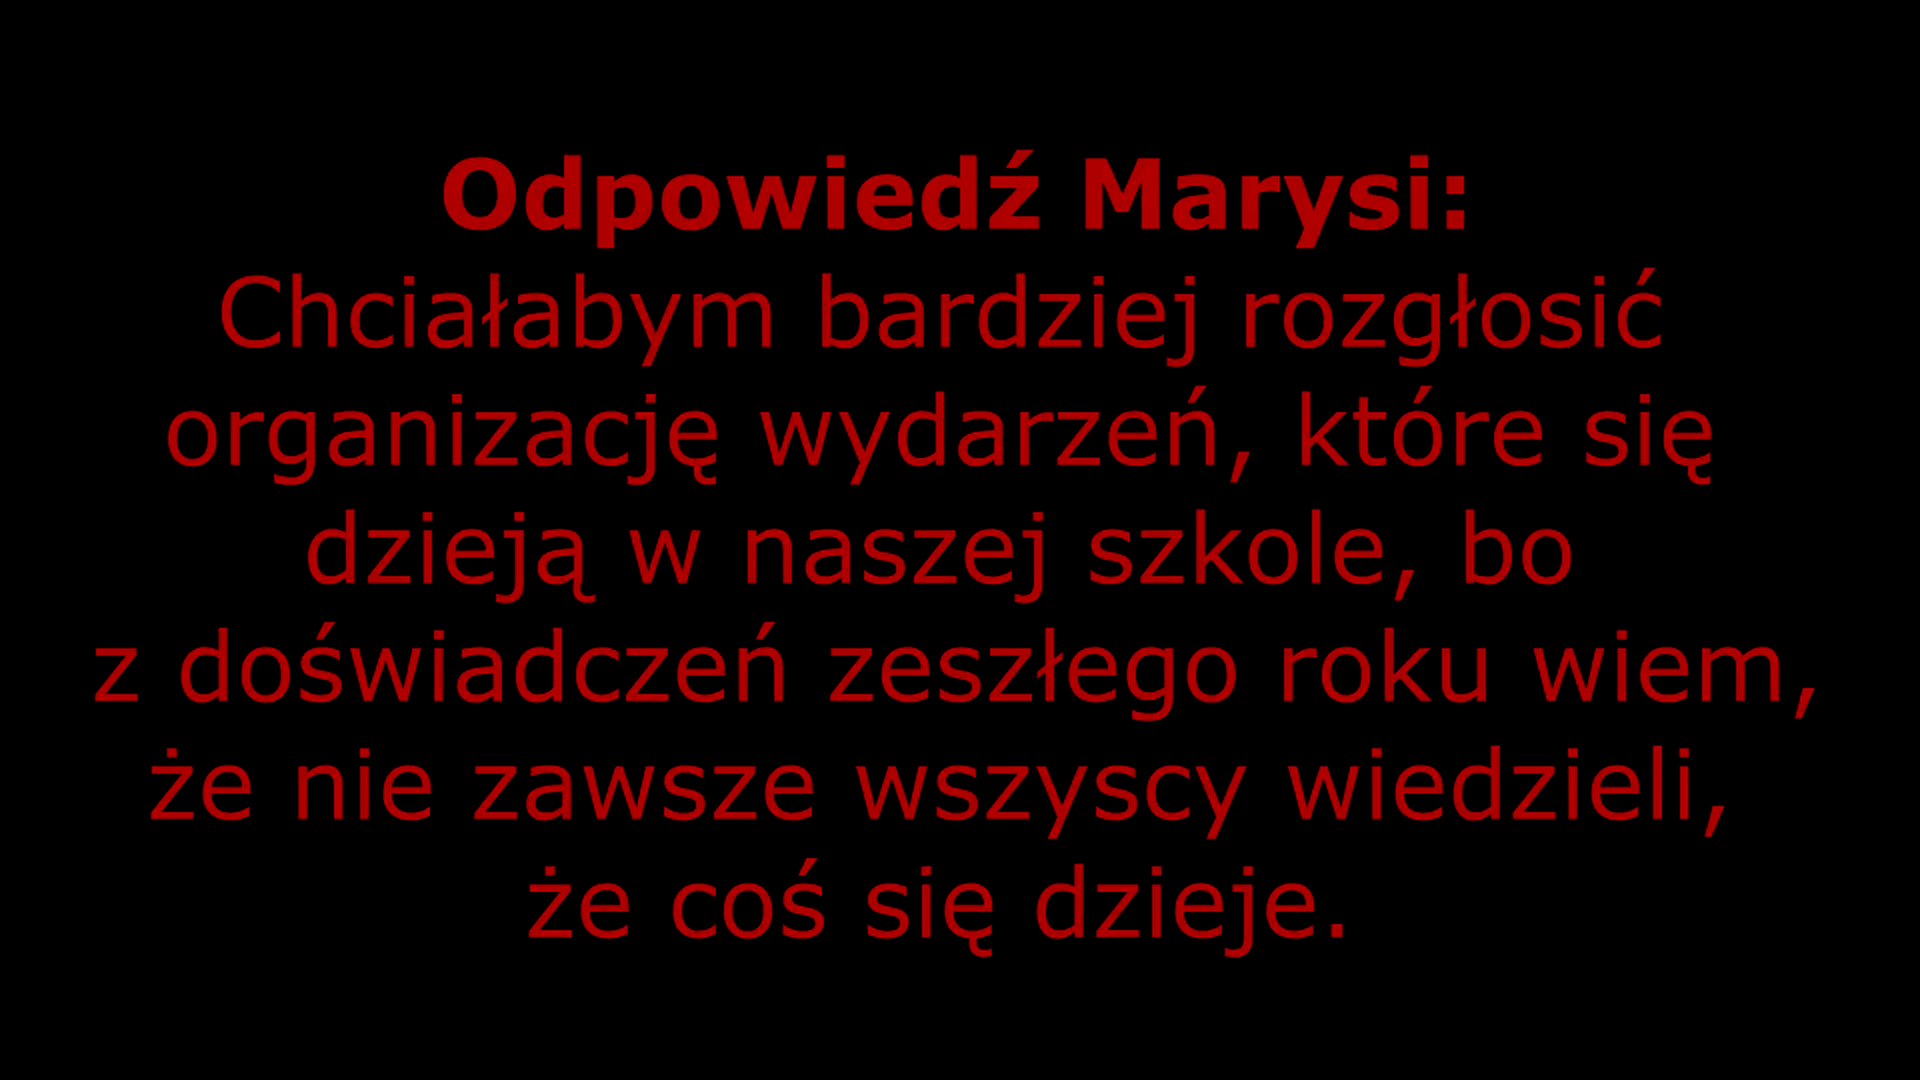 Odpowiedź Marysi:
Chciałabym bardziej rozgłosić
organizację wydarzeń, które się
dzieją w naszej szkole, bo
z doświadczeń zeszłego roku wiem,
że nie zawsze wszyscy wiedzieli,
że coś się dzieje.